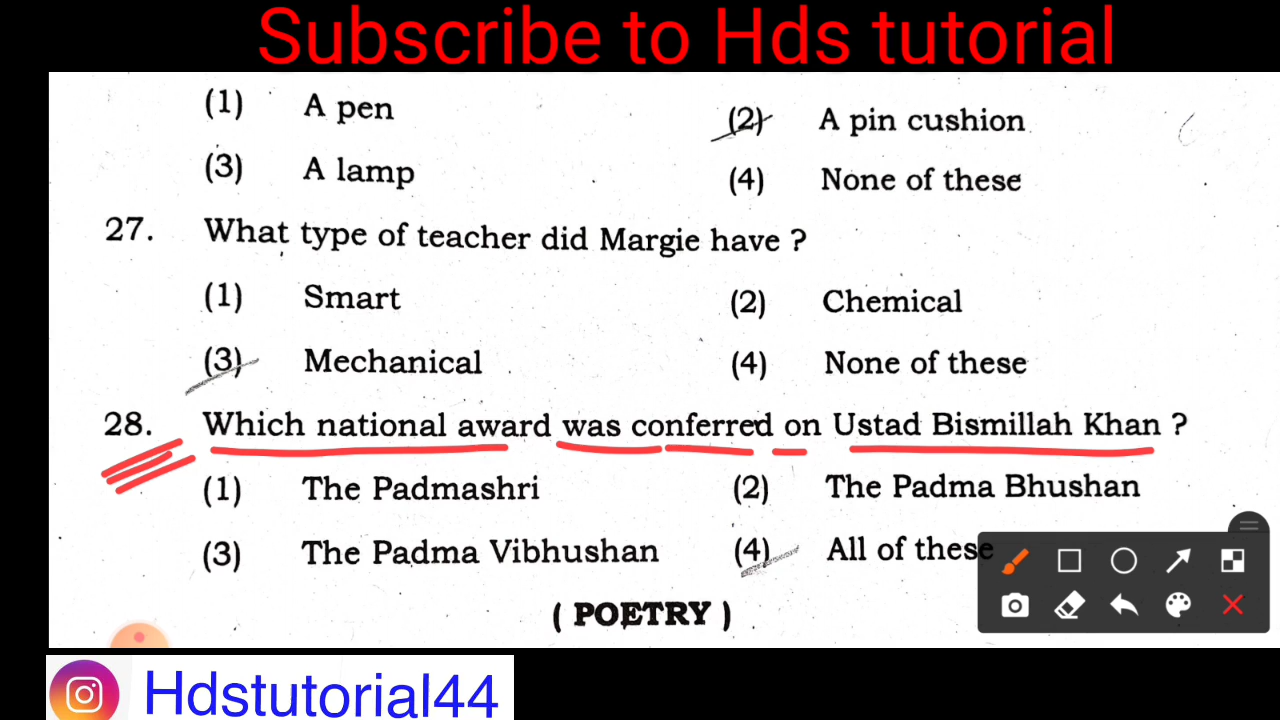 Subscribe to Hds tutorial
(1) A pen (2) A pin cushion
(3) A lamp (4) None of these
27. What type of teacher did Margie have ?
(1) Smart (2) Chemical
(3) Mechanical (4) None of these
28. Which national award was conferred on Ustad Bismillah Khan ?
(1) The Padmashri (2) The Padma Bhushan
(3) The Padma Vibhushan (4) All of these
( POETRY )
Hdstutorial44